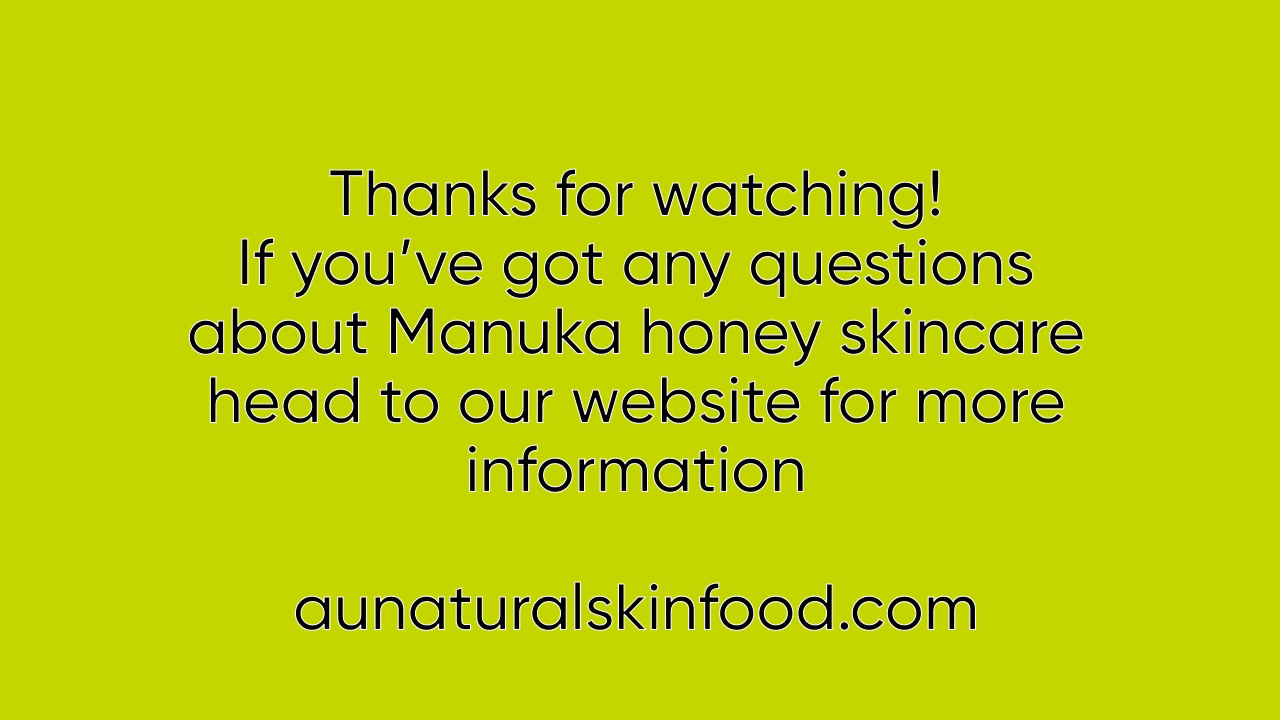 Thanks for watching!
If you’ve got any questions
about Manuka honey skincare
head to our website for more
information
aunaturalskinfood.com